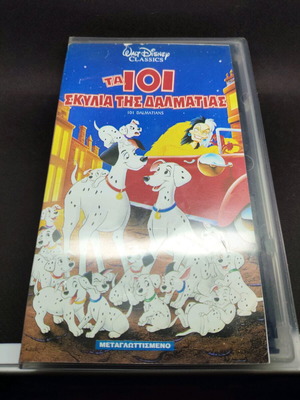 WALT DISNEY
CLASSICS
ΤΑ 101
ΣΚΥΛΙΑ ΤΗΣ ΔΑΛΜΑΤΙΑΣ
101 DALMATIANS
ΜΕΤΑΓΛΩΤΤΙΣΜΕΝΟ